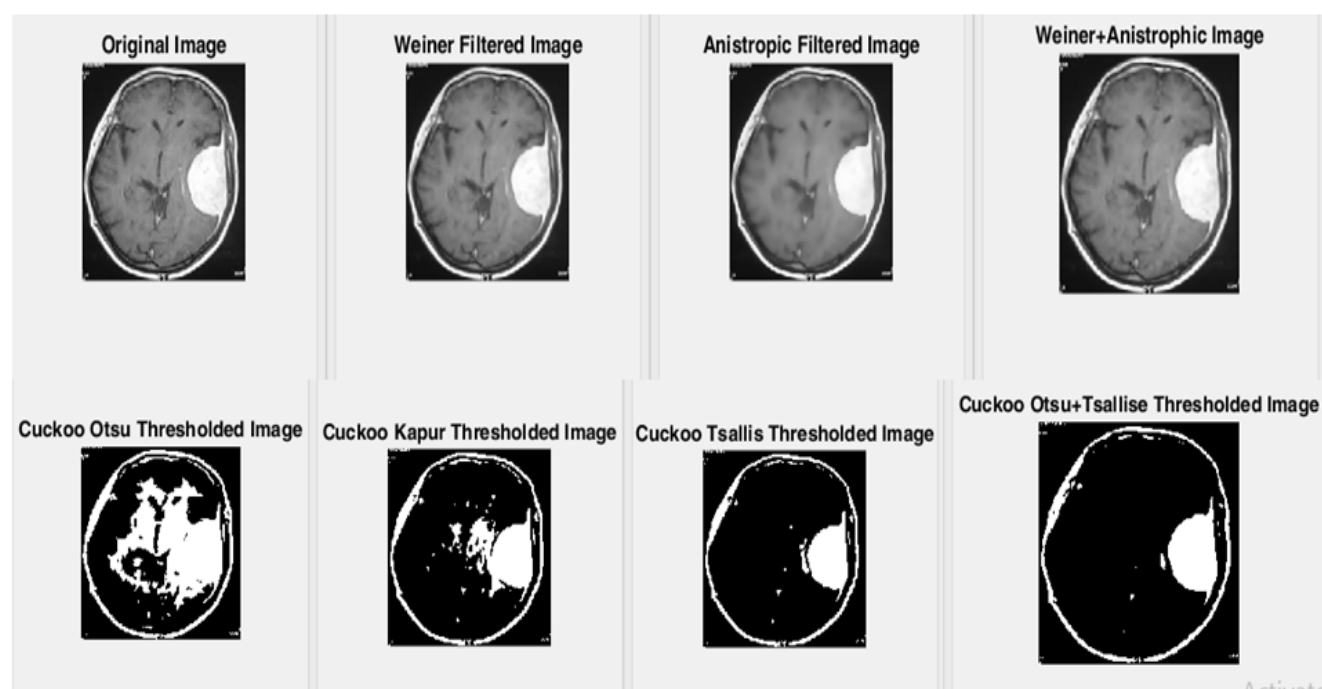 Original Image
Weiner Filtered Image
Anistropic Filtered Image
Weiner+Anistrophic Image
Cuckoo Otsu Thresholded Image
Cuckoo Kapur Thresholded Image
Cuckoo Tsallis Thresholded Image
Cuckoo Otsu+Tsallise Thresholded Image